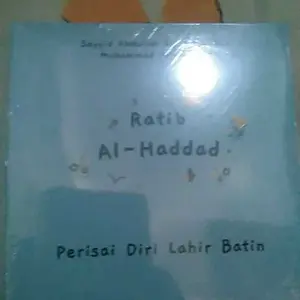 Sayyid Abdullah
Muhammad
Ratib
Al-Haddad
Perisai Diri Lahir Batin